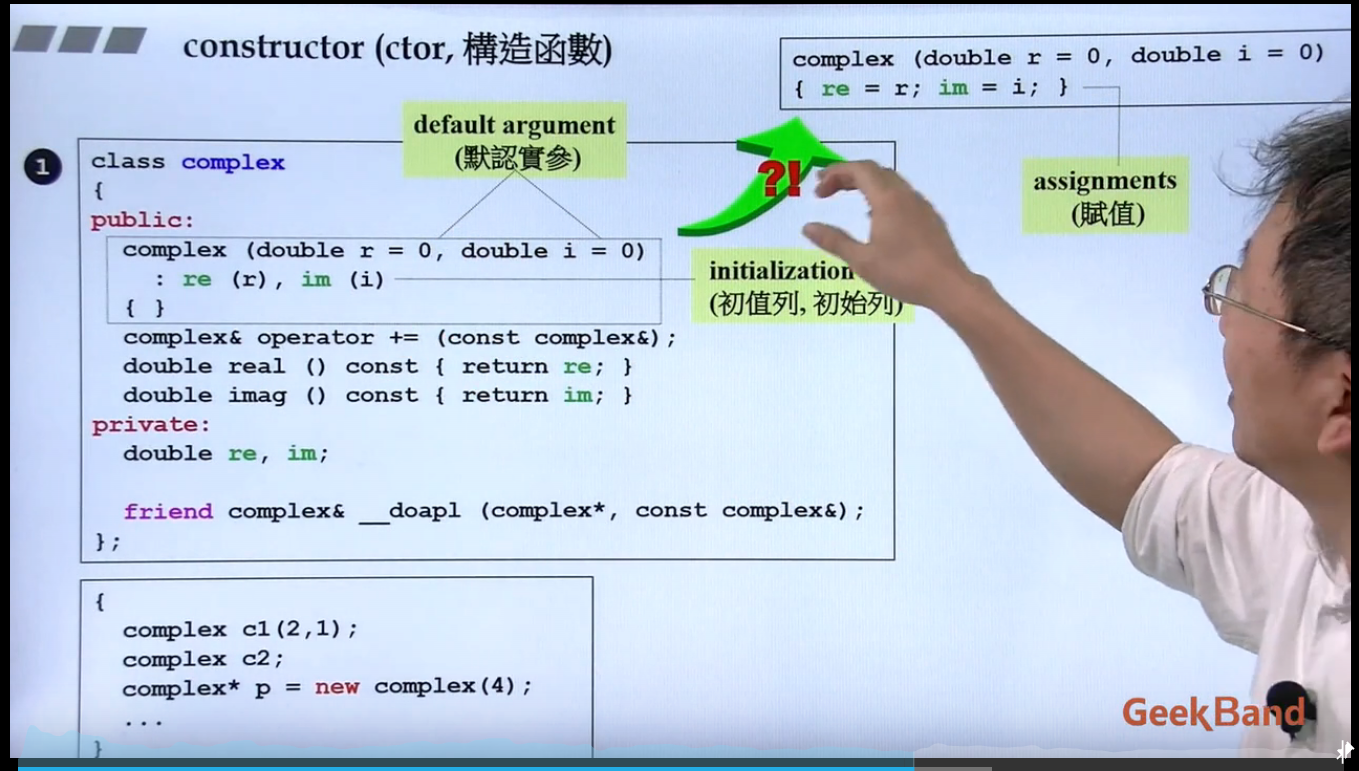 constructor (ctor, 構造函數)
complex (double r = 0, double i = 0)
{ re = r; im = i; }
assignments
(賦值)
default argument
(默認實參)
1
class complex
{
public:
complex (double r = 0, double i = 0)
: re (r), im (i)
{ }
?!
initialization
(初值列, 初始列)
complex& operator += (const complex&);
double real () const { return re; }
double imag () const { return im; }
private:
double re, im;
friend complex& __doapl (complex*, const complex&);
};
{
complex c1(2,1);
complex c2;
complex* p = new complex(4);
...
}
GeekBand